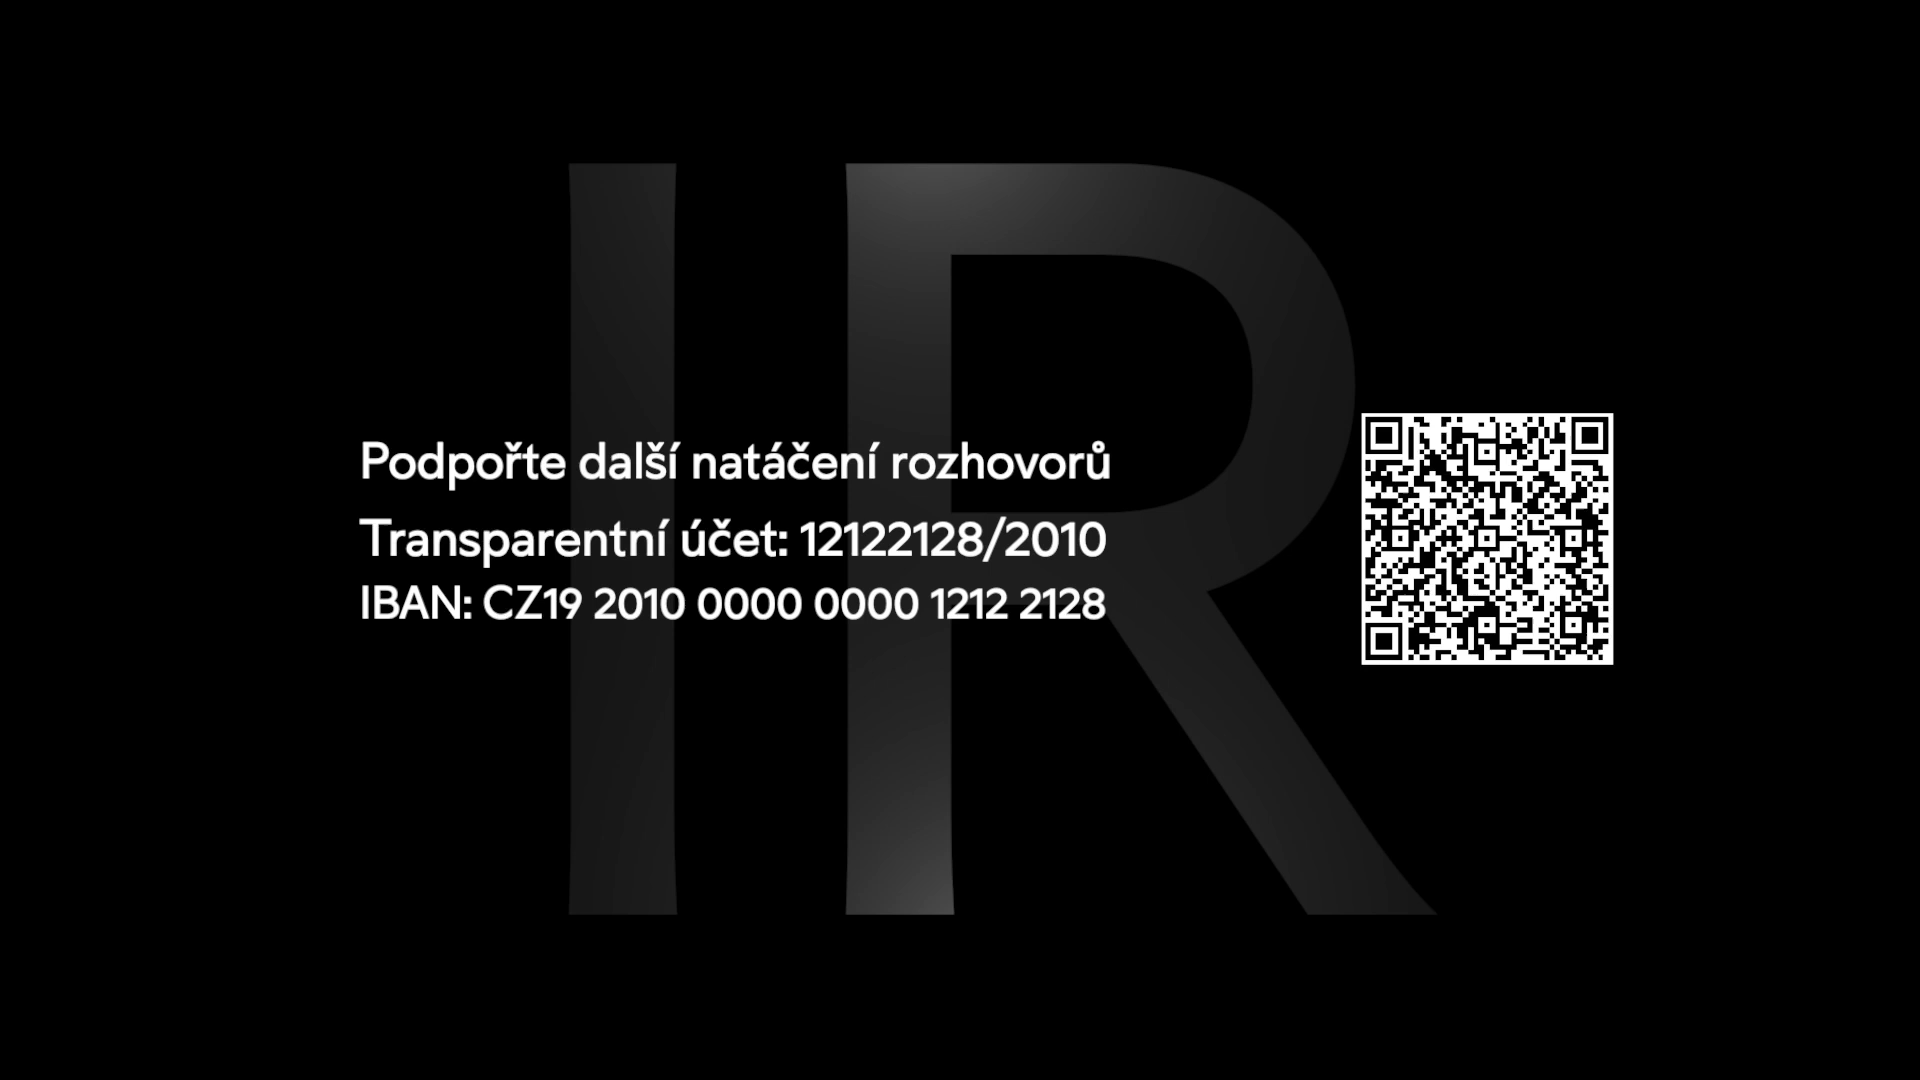 IR
Podpořte další natáčení rozhovorů
Transparentní účet: 12122128/2010
IBAN: CZ19 2010 0000 0000 1212 2128